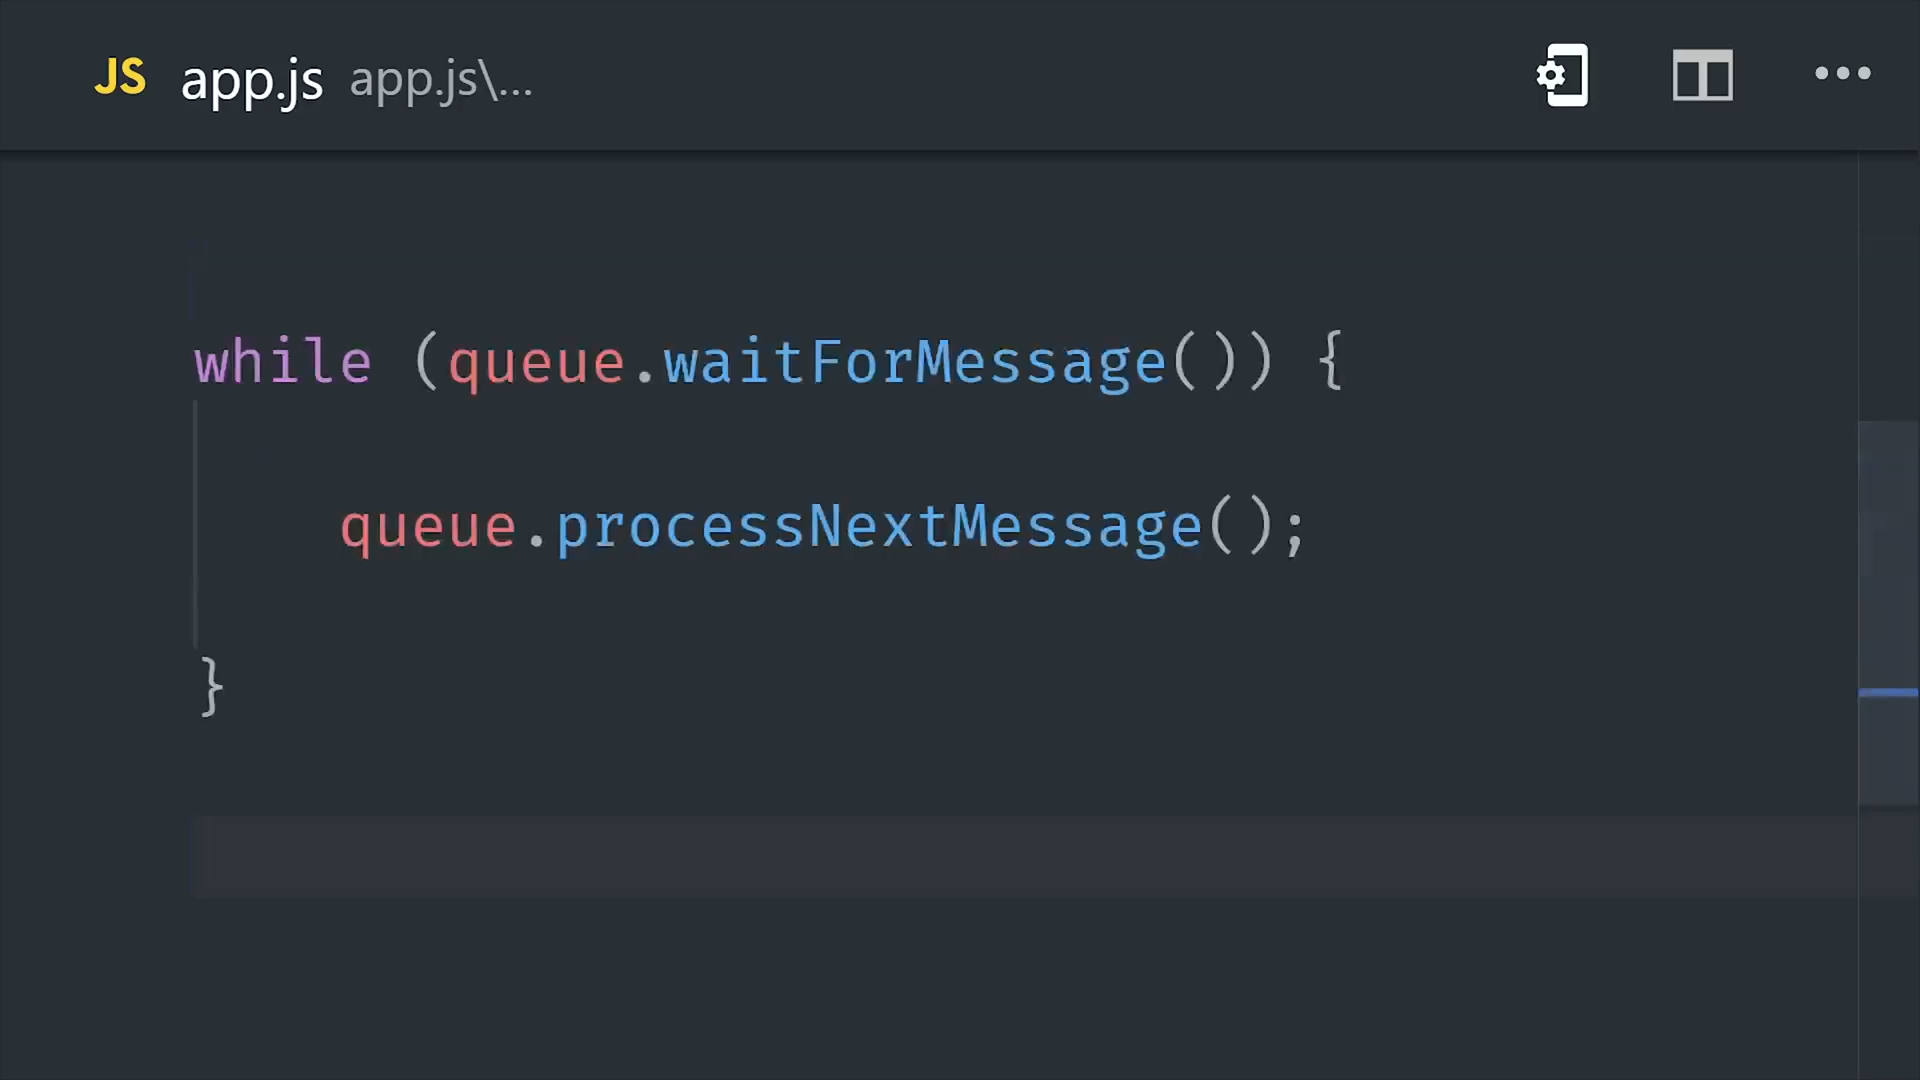 JS app.js app.js\...
while (queue.waitForMessage()) {
queue.processNextMessage();
}